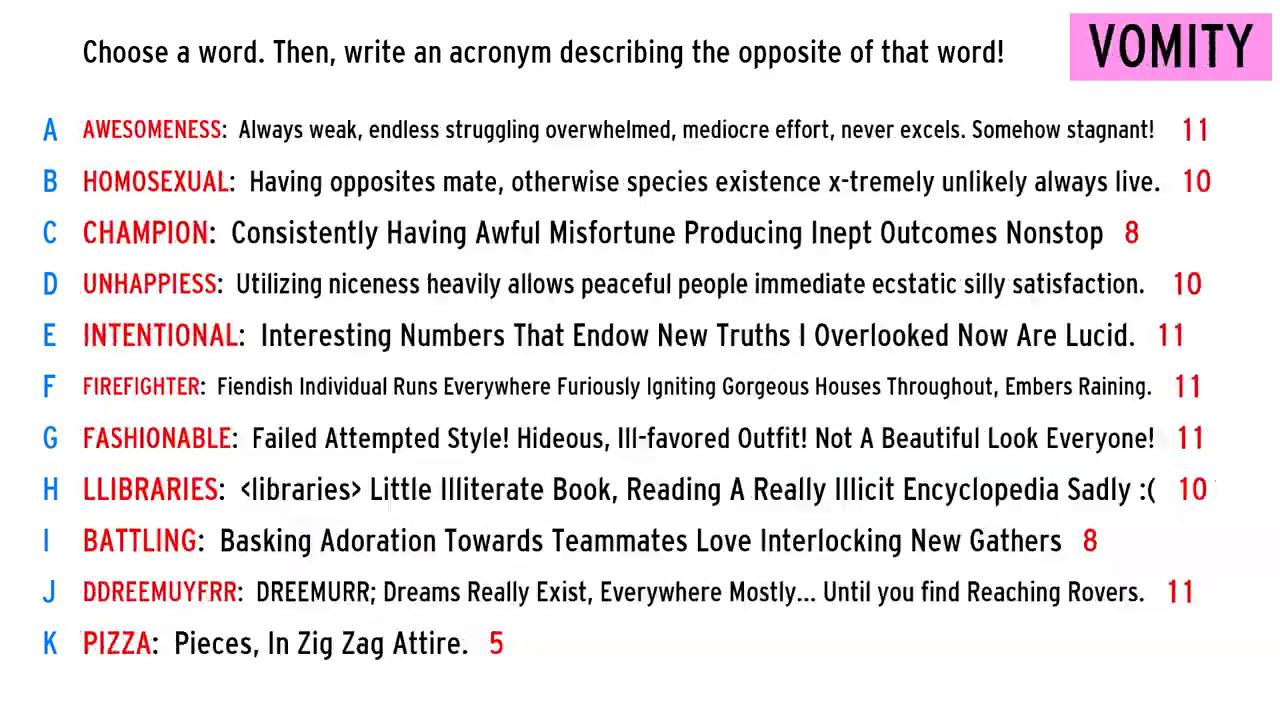 Choose a word. Then, write an acronym describing the opposite of that word!
VOMITY
A AWESOMENESS: Always weak, endless struggling overwhelmed, mediocre effort, never excels. Somehow stagnant! 11
B HOMOSEXUAL: Having opposites mate, otherwise species existence x-tremely unlikely always live. 10
C CHAMPION: Consistently Having Awful Misfortune Producing Inept Outcomes Nonstop 8
D UNHAPPIESS: Utilizing niceness heavily allows peaceful people immediate ecstatic silly satisfaction. 10
E INTENTIONAL: Interesting Numbers That Endow New Truths I Overlooked Now Are Lucid. 11
F FIREFIGHTER: Fiendish Individual Runs Everywhere Furiously Igniting Gorgeous Houses Throughout, Embers Raining. 11
G FASHIONABLE: Failed Attempted Style! Hideous, Ill-favored Outfit! Not A Beautiful Look Everyone! 11
H LLIBRARIES: <libraries> Little Illiterate Book, Reading A Really Illicit Encyclopedia Sadly :( 10
I BATTLING: Basking Adoration Towards Teammates Love Interlocking New Gathers 8
J DDREEMUYFRR: DREEMURR; Dreams Really Exist, Everywhere Mostly... Until you find Reaching Rovers. 11
K PIZZA: Pieces, In Zig Zag Attire. 5